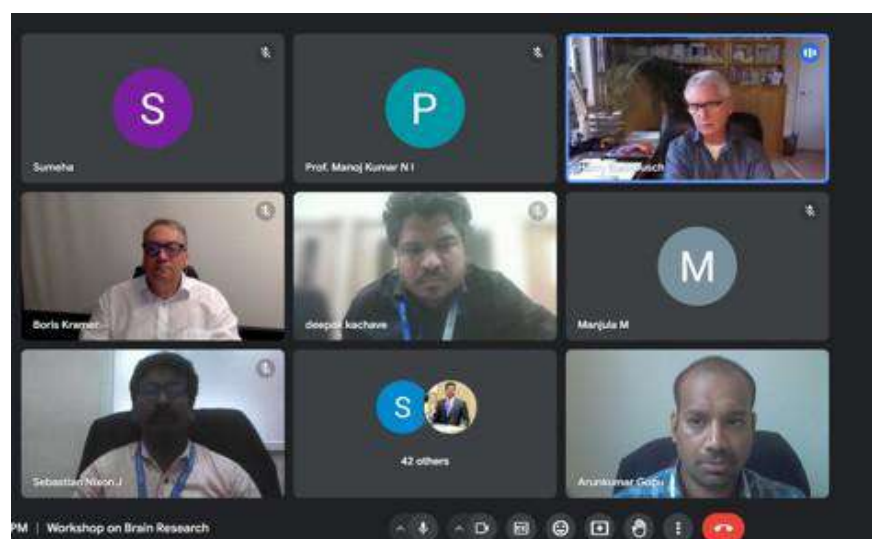 S
Sumeha
P
Prof. Manoj Kumar N I
Boris Kramer
deepak kachave
M
Manjula M
Sebastian Nixon J
S
42 others
Arunkumar Gopu
PM | Workshop on Brain Research